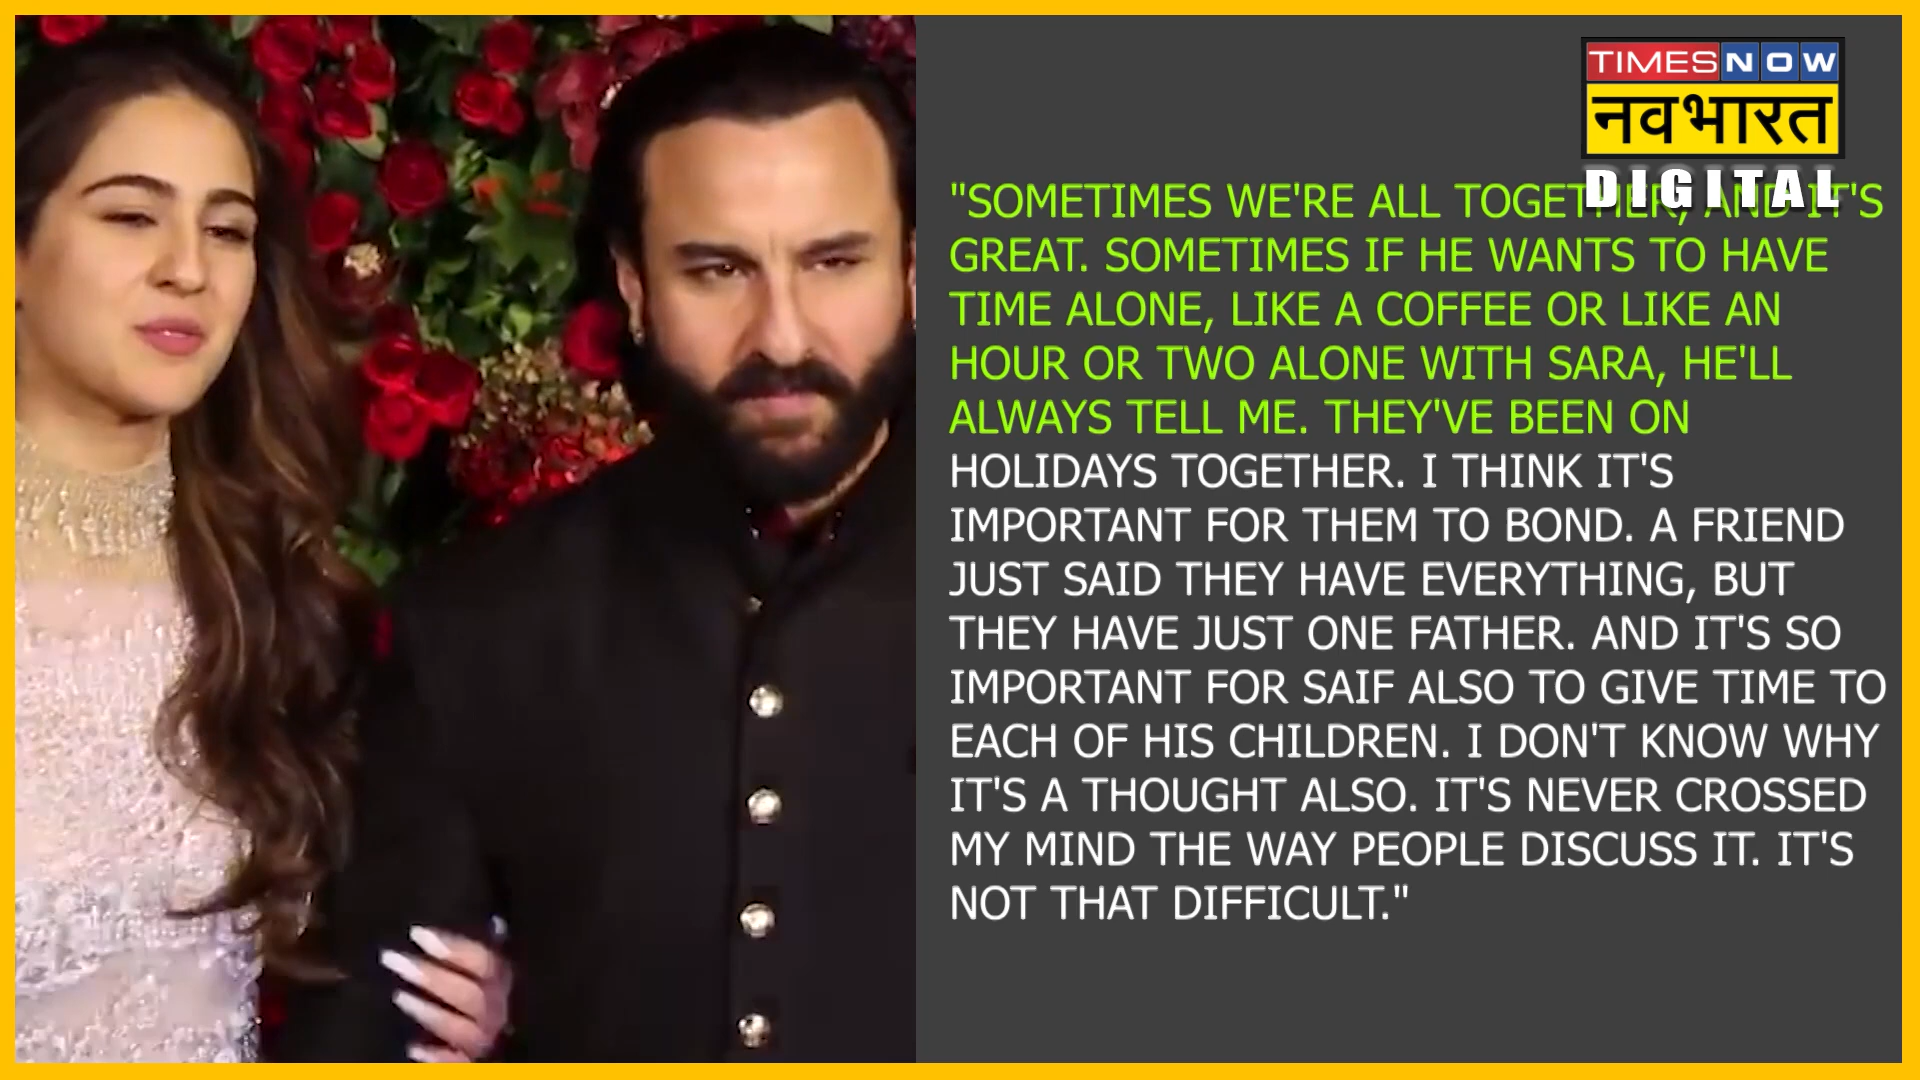 TIMES NOW
नवभारत
DIGITAL
"SOMETIMES WE'RE ALL TOGETHER, AND IT'S
GREAT. SOMETIMES IF HE WANTS TO HAVE
TIME ALONE, LIKE A COFFEE OR LIKE AN
HOUR OR TWO ALONE WITH SARA, HE'LL
ALWAYS TELL ME. THEY'VE BEEN ON
HOLIDAYS TOGETHER. I THINK IT'S
IMPORTANT FOR THEM TO BOND. A FRIEND
JUST SAID THEY HAVE EVERYTHING, BUT
THEY HAVE JUST ONE FATHER. AND IT'S SO
IMPORTANT FOR SAIF ALSO TO GIVE TIME TO
EACH OF HIS CHILDREN. I DON'T KNOW WHY
IT'S A THOUGHT ALSO. IT'S NEVER CROSSED
MY MIND THE WAY PEOPLE DISCUSS IT. IT'S
NOT THAT DIFFICULT."